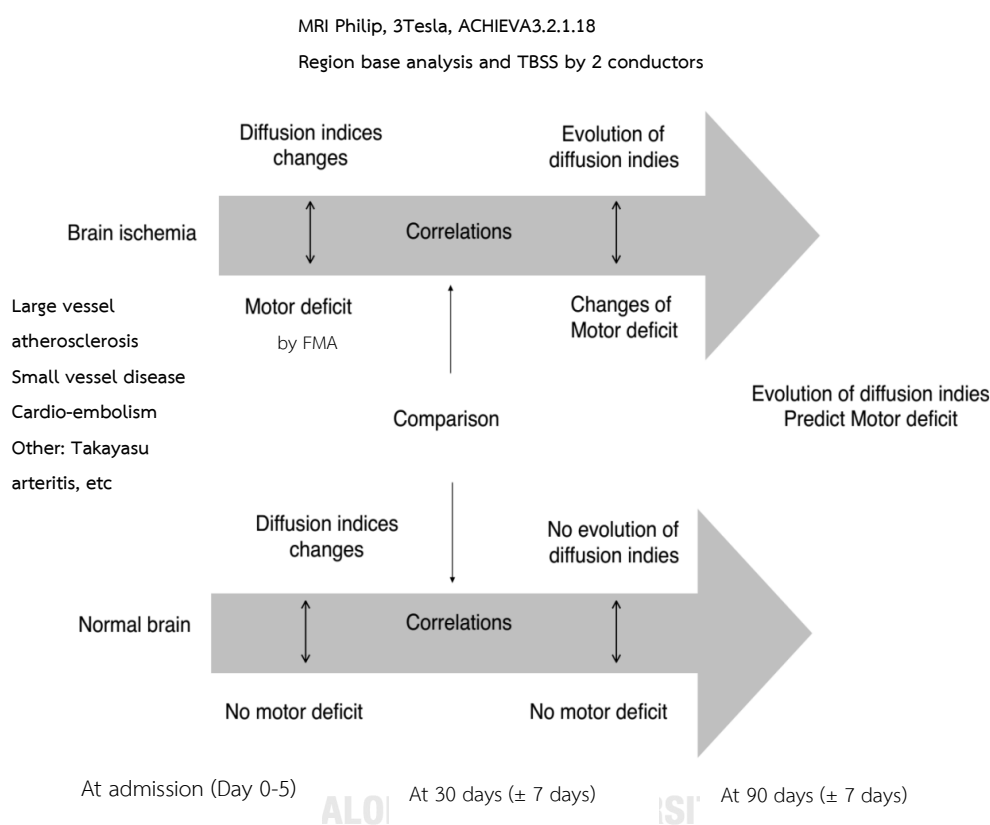 MRI Philip, 3Tesla, ACHIEVA3.2.1.18
Region base analysis and TBSS by 2 conductors
Diffusion indices
changes
Evolution of
diffusion indies
Brain ischemia
Correlations
Large vessel
atherosclerosis
Small vessel disease
Cardio-embolism
Other: Takayasu
arteritis, etc
Motor deficit
by FMA
Changes of
Motor deficit
Comparison
Evolution of diffusion indies
Predict Motor deficit
Diffusion indices
changes
No evolution of
diffusion indies
Normal brain
Correlations
No motor deficit
No motor deficit
At admission (Day 0-5)
At 30 days (± 7 days)
At 90 days (± 7 days)